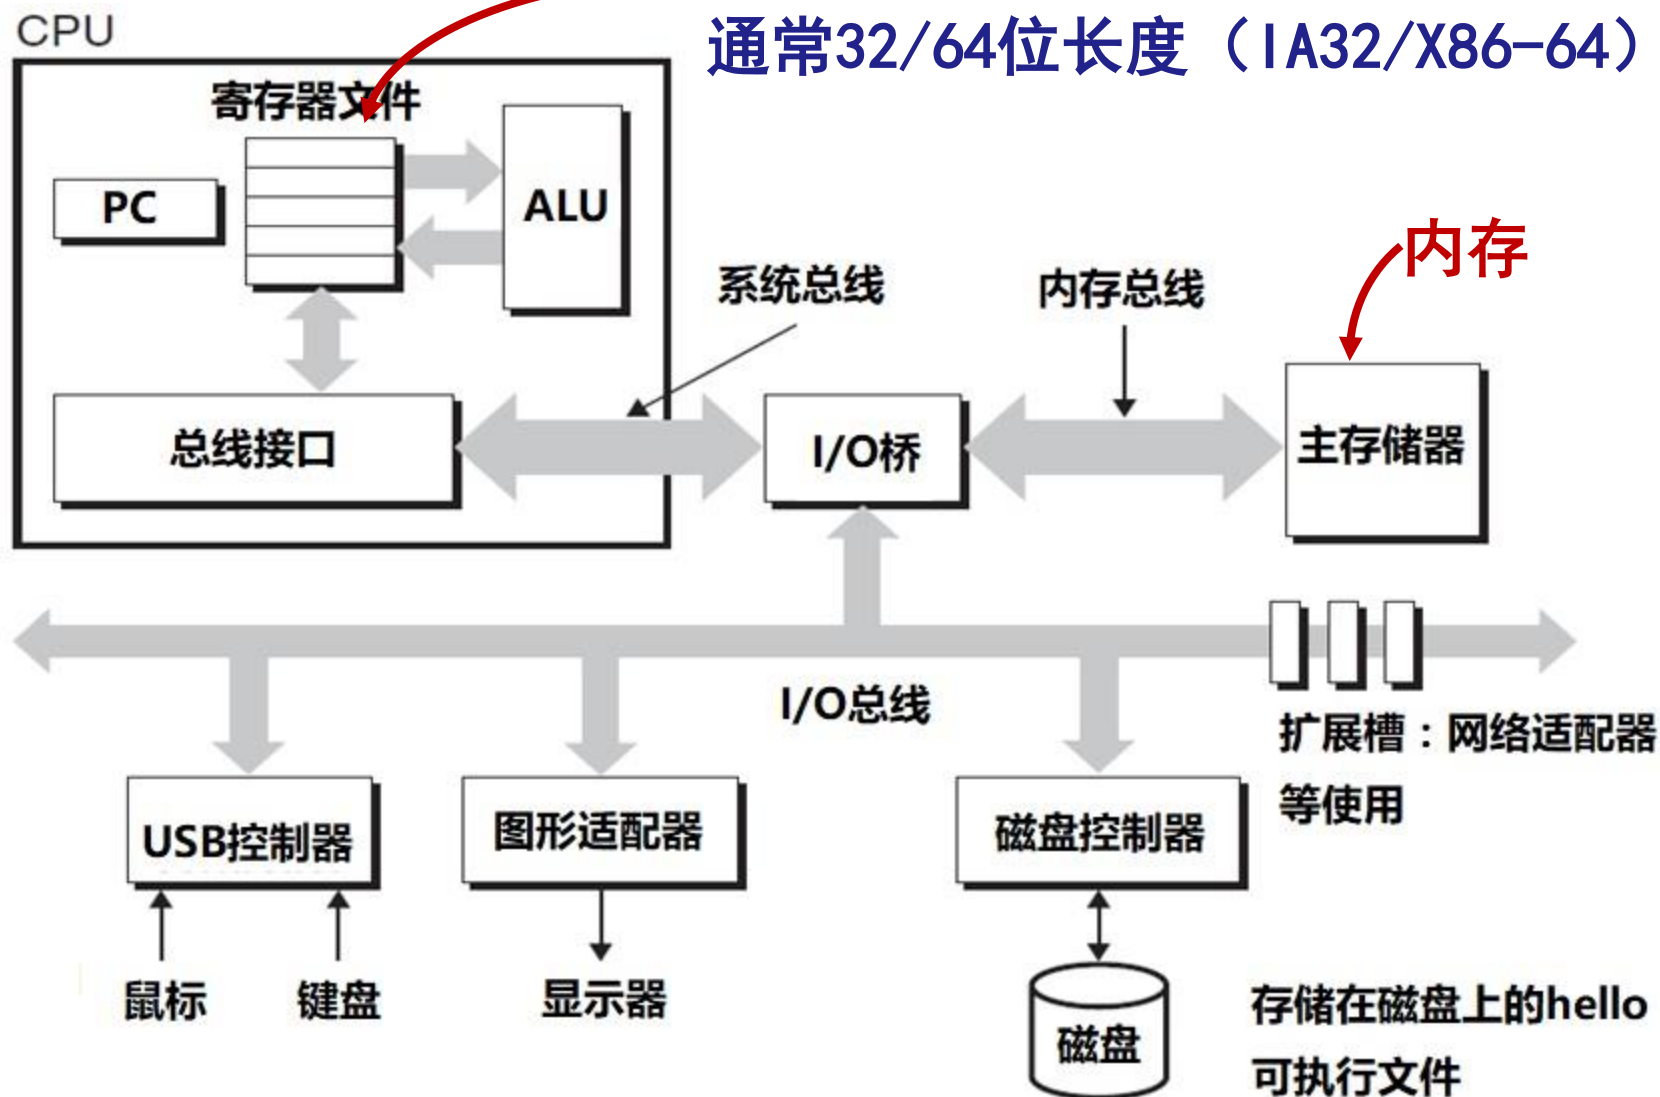 CPU
通常32/64位长度（IA32/X86-64）
寄存器文件
PC
ALU
系统总线
内存总线
内存
总线接口
I/O桥
主存储器
I/O总线
扩展槽：网络适配器
等使用
USB控制器
图形适配器
磁盘控制器
鼠标
键盘
显示器
磁盘
存储在磁盘上的hello
可执行文件